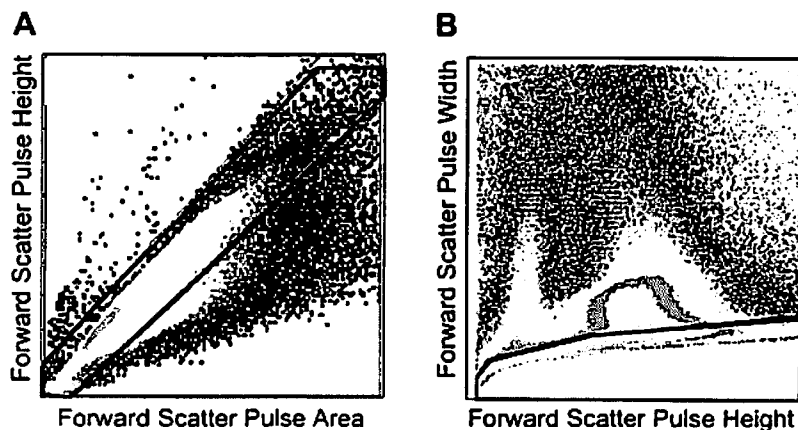 A
Forward Scatter Pulse Height
Forward Scatter Pulse Area
B
Forward Scatter Pulse Width
Forward Scatter Pulse Height